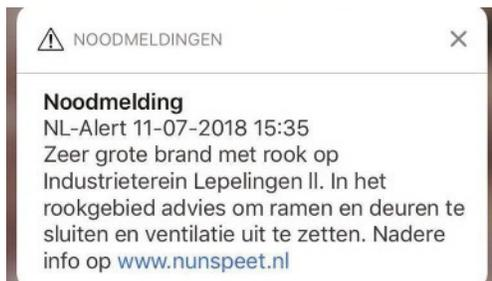 NOODMELDINGEN
Noodmelding
NL-Alert 11-07-2018 15:35
Zeer grote brand met rook op
Industrieterein Lepelingen II. In het
rookgebied advies om ramen en deuren te
sluiten en ventilatie uit te zetten. Nadere
info op www.nunspeet.nl